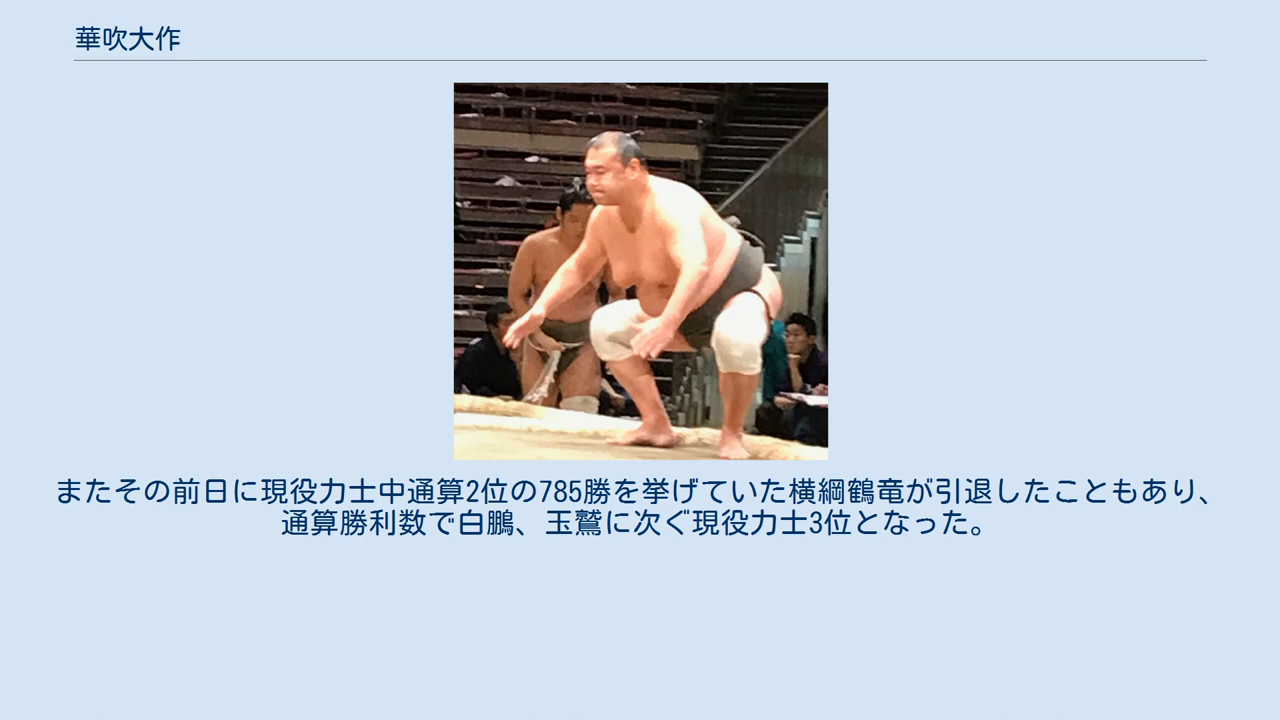 華吹大作
またその前日に現役力士中通算2位の785勝を挙げていた横綱鶴竜が引退したこともあり、
通算勝利数で白鵬、玉鷲に次ぐ現役力士3位となった。